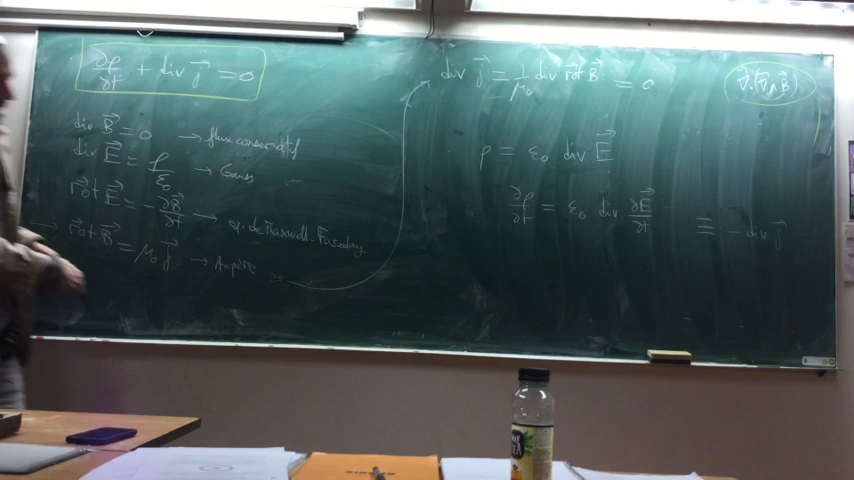 ∂ρ/∂t + div j⃗ = 0
div B⃗ = 0 → flux conservatif
div E⃗ = ρ/ε₀ → Gauss
rot⃗ E⃗ = -∂B⃗/∂t → eq. de Maxwell-Faraday
rot⃗ B⃗ = μ₀ j⃗ → Ampère
div j⃗ = 1/μ₀ div rot⃗ B⃗ = 0
∇⃗.(∇⃗∧B⃗)
ρ = ε₀ div E⃗
∂ρ/∂t = ε₀ div ∂E⃗/∂t ≡ - div j⃗